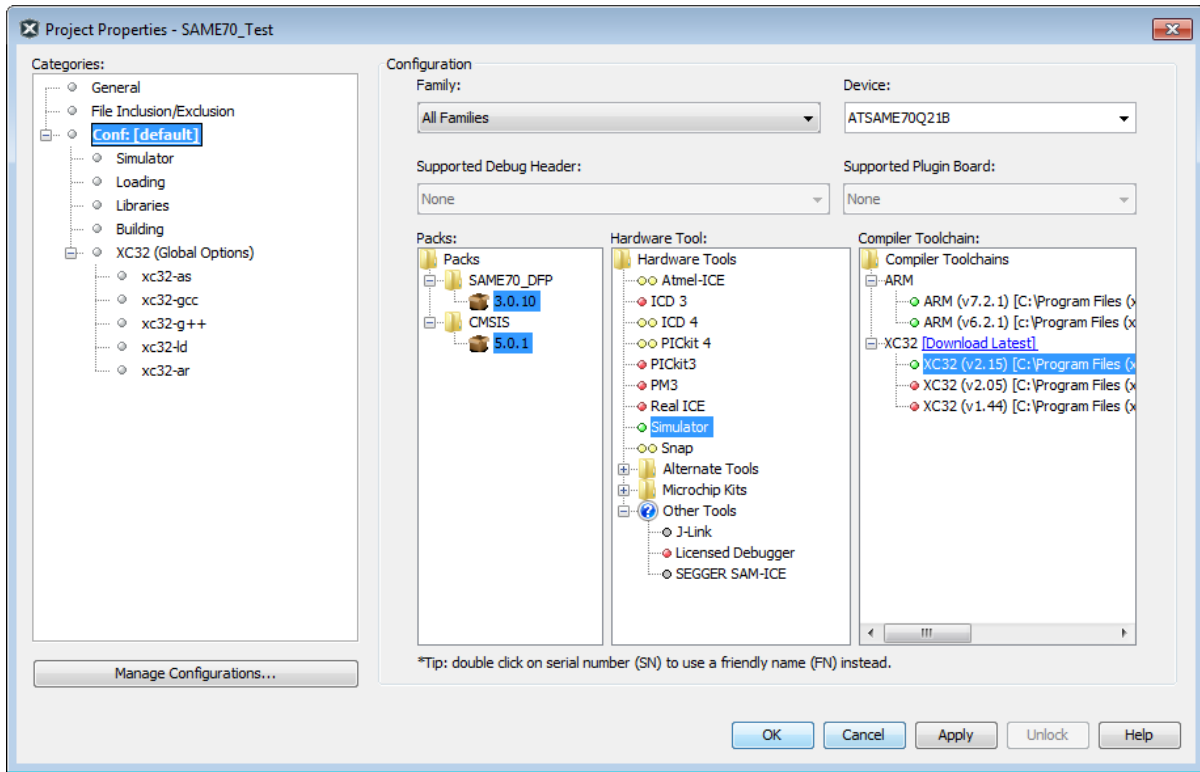 Project Properties - SAME70_Test
Categories:
General
File Inclusion/Exclusion
Conf: [default]
Simulator
Loading
Libraries
Building
XC32 (Global Options)
xc32-as
xc32-gcc
xc32-g++
xc32-ld
xc32-ar
Manage Configurations...
Configuration
Family:
All Families
Device:
ATSAME70Q21B
Supported Debug Header:
None
Supported Plugin Board:
None
Packs:
Packs
SAME70_DFP
3.0.10
CMSIS
5.0.1
Hardware Tool:
Hardware Tools
Atmel-ICE
ICD 3
ICD 4
PICkit 4
PICkit3
PM3
Real ICE
Simulator
Snap
Alternate Tools
Microchip Kits
Other Tools
J-Link
Licensed Debugger
SEGGER SAM-ICE
Compiler Toolchain:
Compiler Toolchains
ARM
ARM (v7.2.1) [C:\Program Files (x
ARM (v6.2.1) [C:\Program Files (x
XC32 [Download Latest]
XC32 (v2.15) [C:\Program Files (x
XC32 (v2.05) [C:\Program Files (x
XC32 (v1.44) [C:\Program Files (x
*Tip: double click on serial number (SN) to use a friendly name (FN) instead.
OK
Cancel
Apply
Unlock
Help